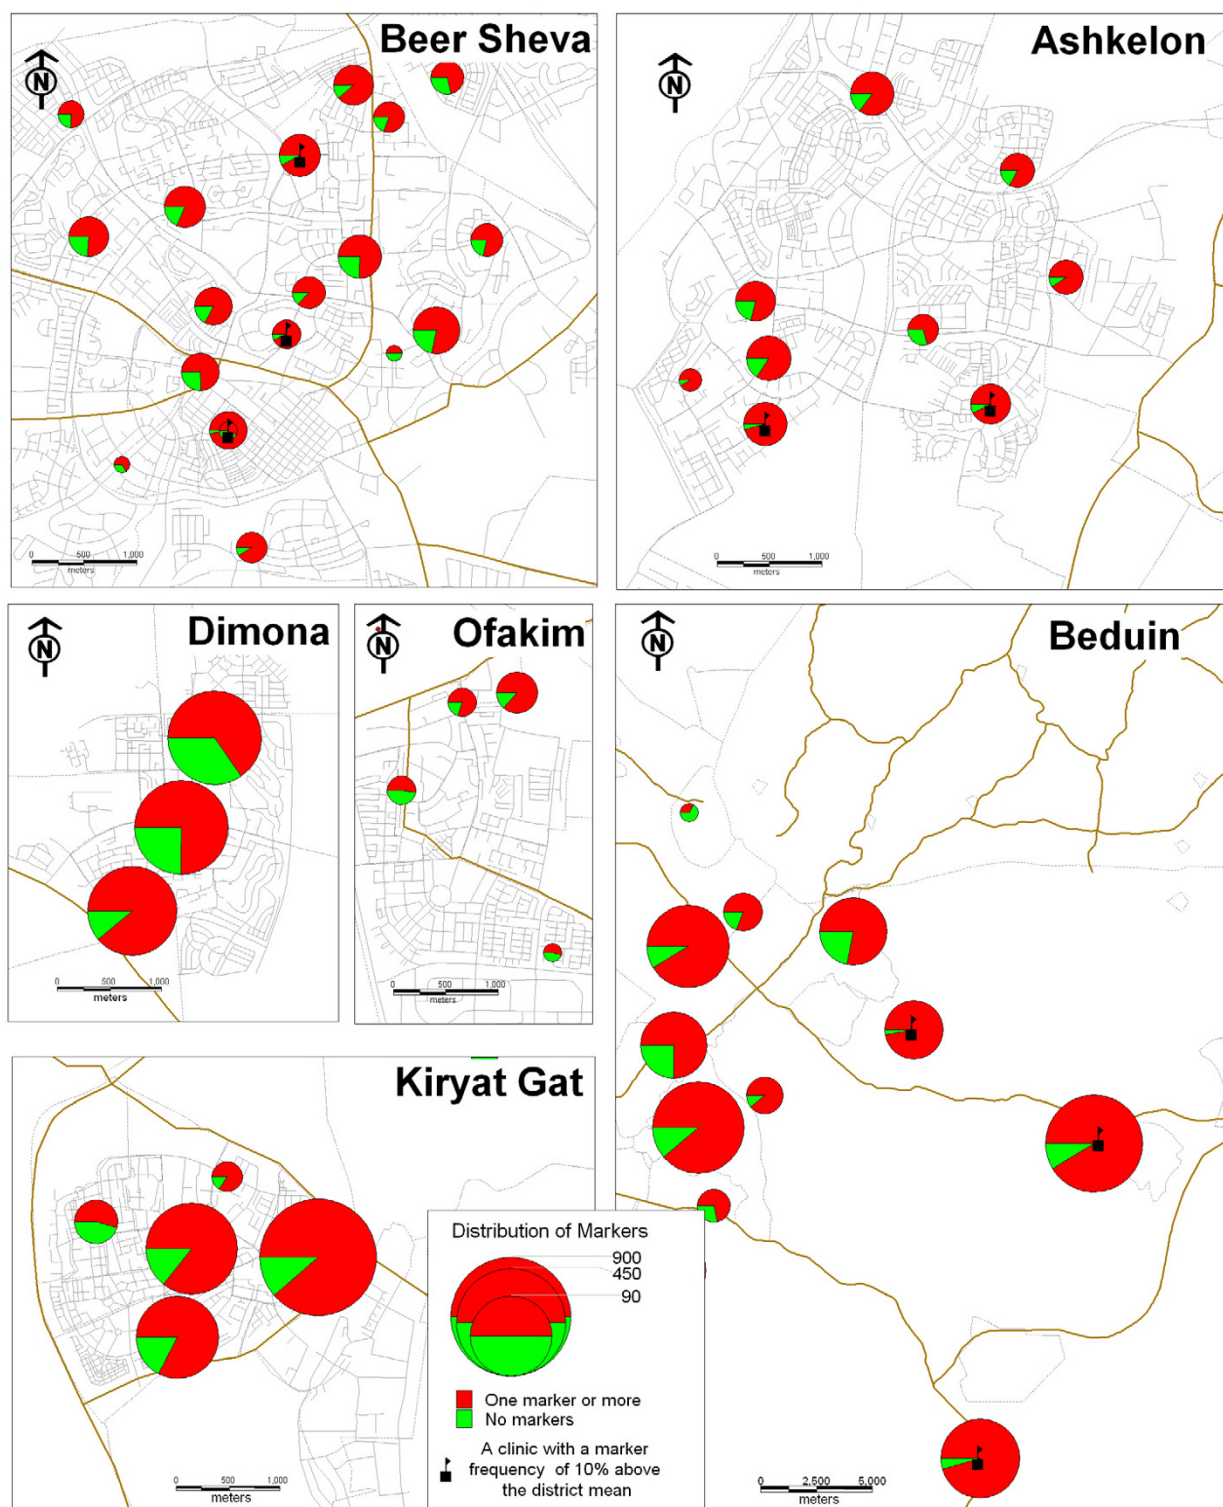 Beer Sheva
N
0 500 1,000
meters
Ashkelon
N
0 500 1,000
meters
Dimona
N
0 500 1,000
meters
Ofakim
N
0 500 1,000
meters
Beduin
N
0 2,500 5,000
meters
Kiryat Gat
0 500 1,000
meters
Distribution of Markers
900
450
90
One marker or more
No markers
A clinic with a marker
frequency of 10% above
the district mean